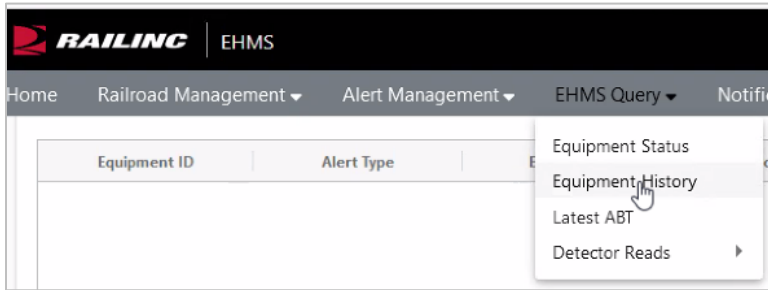 RAILINC EHMS
Home Railroad Management Alert Management EHMS Query
Equipment ID Alert Type
Equipment Status
Equipment History
Latest ABT
Detector Reads